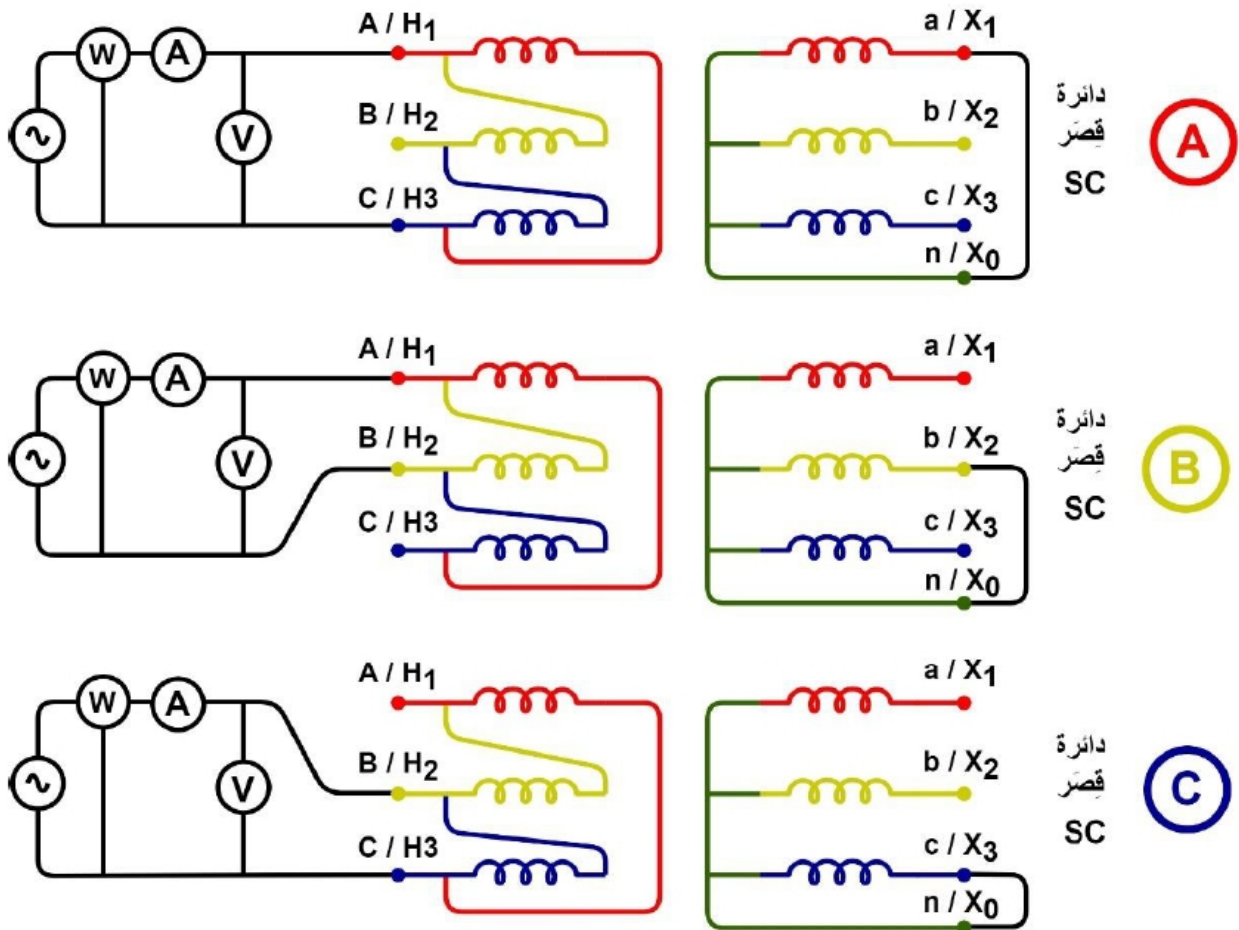 A / H1
a / X1
W
A
دائرة
B / H2
b / X2
قِصَر
A
V
C / H3
c / X3
SC
n / X0
A / H1
a / X1
W
A
دائرة
B / H2
b / X2
قِصَر
B
V
C / H3
c / X3
SC
n / X0
A / H1
a / X1
W
A
دائرة
B / H2
b / X2
قِصَر
C
V
C / H3
c / X3
SC
n / X0